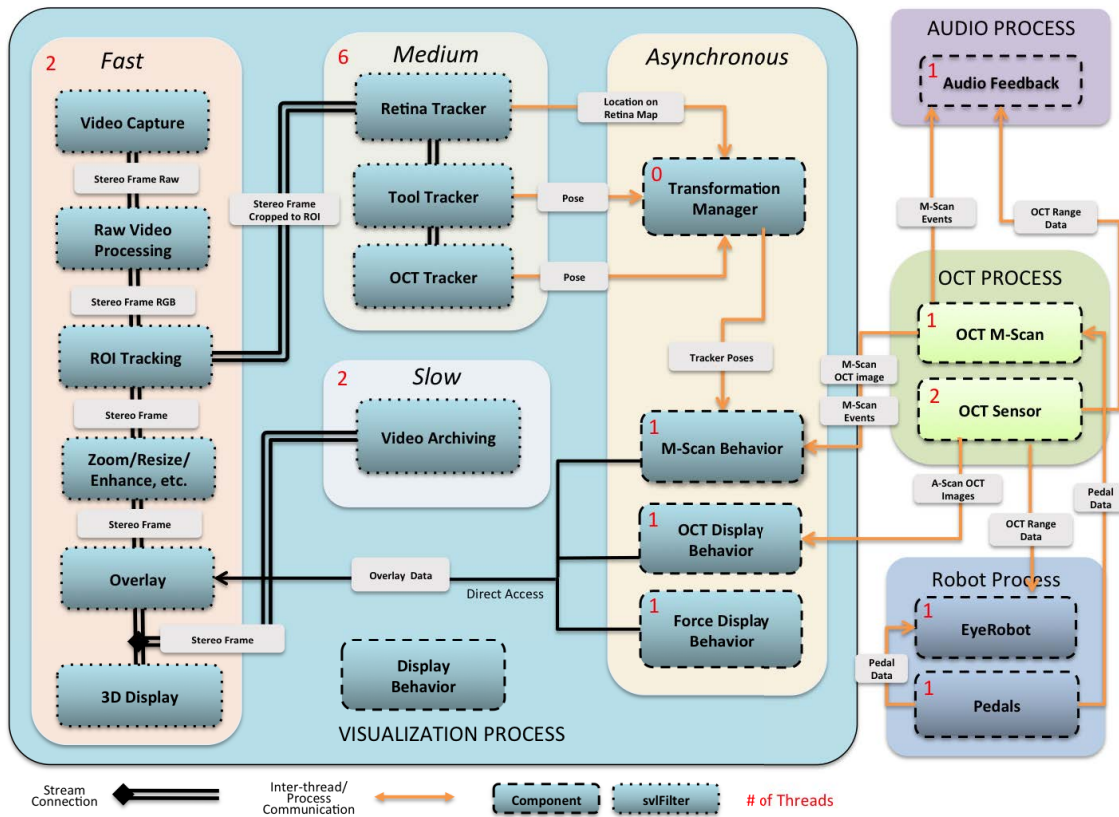 2
Fast
Video Capture
Stereo Frame Raw
Raw Video
Processing
Stereo Frame RGB
ROI Tracking
Stereo Frame
Zoom/Resize/
Enhance, etc.
Stereo Frame
Overlay
Stereo Frame
3D Display
Stereo Frame
Cropped to ROI
6
Medium
Retina Tracker
Tool Tracker
OCT Tracker
Location on
Retina Map
Pose
Pose
2
Slow
Video Archiving
Overlay Data
Direct Access
Display
Behavior
VISUALIZATION PROCESS
Asynchronous
0
Transformation
Manager
Tracker Poses
1
M-Scan Behavior
1
OCT Display
Behavior
1
Force Display
Behavior
AUDIO PROCESS
1
Audio Feedback
M-Scan
Events
OCT Range
Data
OCT PROCESS
1
OCT M-Scan
2
OCT Sensor
M-Scan
OCT image
M-Scan
Events
A-Scan OCT
Images
OCT Range
Data
Pedal
Data
Robot Process
1
EyeRobot
Pedal
Data
1
Pedals
Stream
Connection
Inter-thread/
Process
Communication
Component
svlFilter
# of Threads